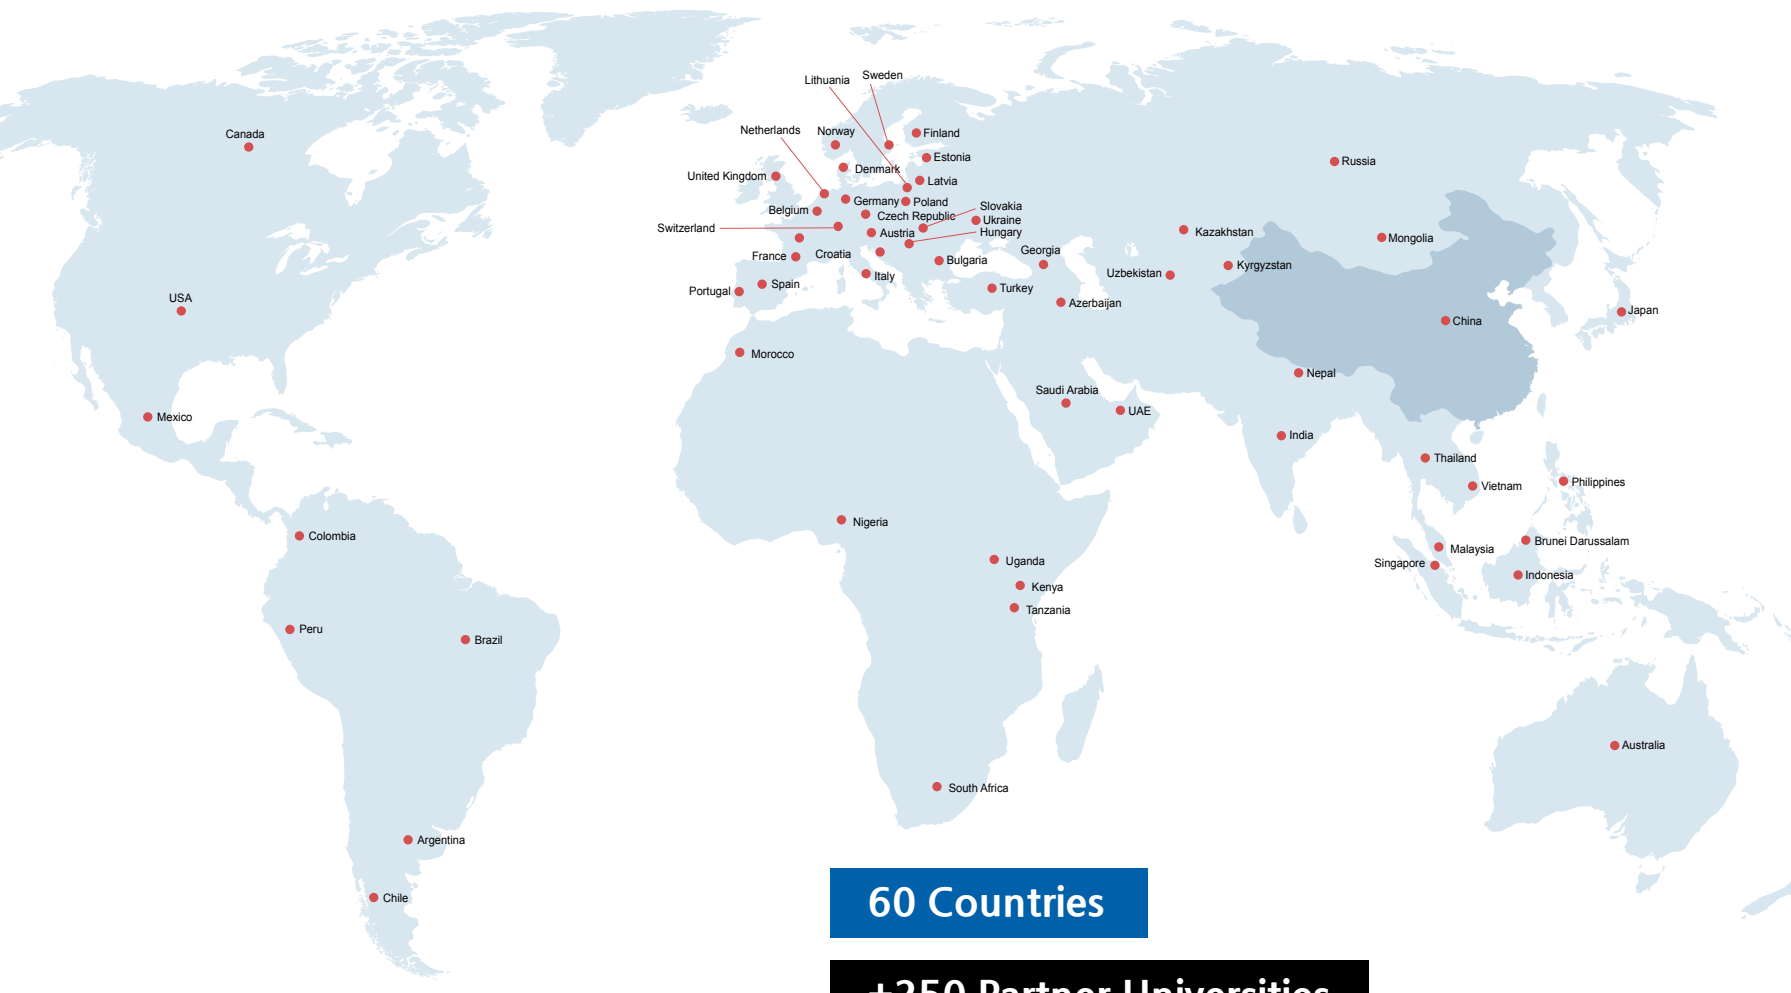 Sweden
Lithuania
Netherlands
Norway
Finland
Canada
Estonia
Russia
Denmark
United Kingdom
Latvia
Germany
Poland
Slovakia
Belgium
Czech Republic
Ukraine
Switzerland
Austria
Hungary
Kazakhstan
Mongolia
France
Croatia
Georgia
Bulgaria
Kyrgyzstan
Uzbekistan
Italy
Spain
Portugal
Turkey
Azerbaijan
USA
Japan
China
Morocco
Nepal
Saudi Arabia
UAE
Mexico
India
Thailand
Philippines
Vietnam
Nigeria
Colombia
Brunei Darussalam
Malaysia
Singapore
Uganda
Indonesia
Kenya
Tanzania
Peru
Brazil
Australia
South Africa
Argentina
Chile
60 Countries
+250 Partner Universities